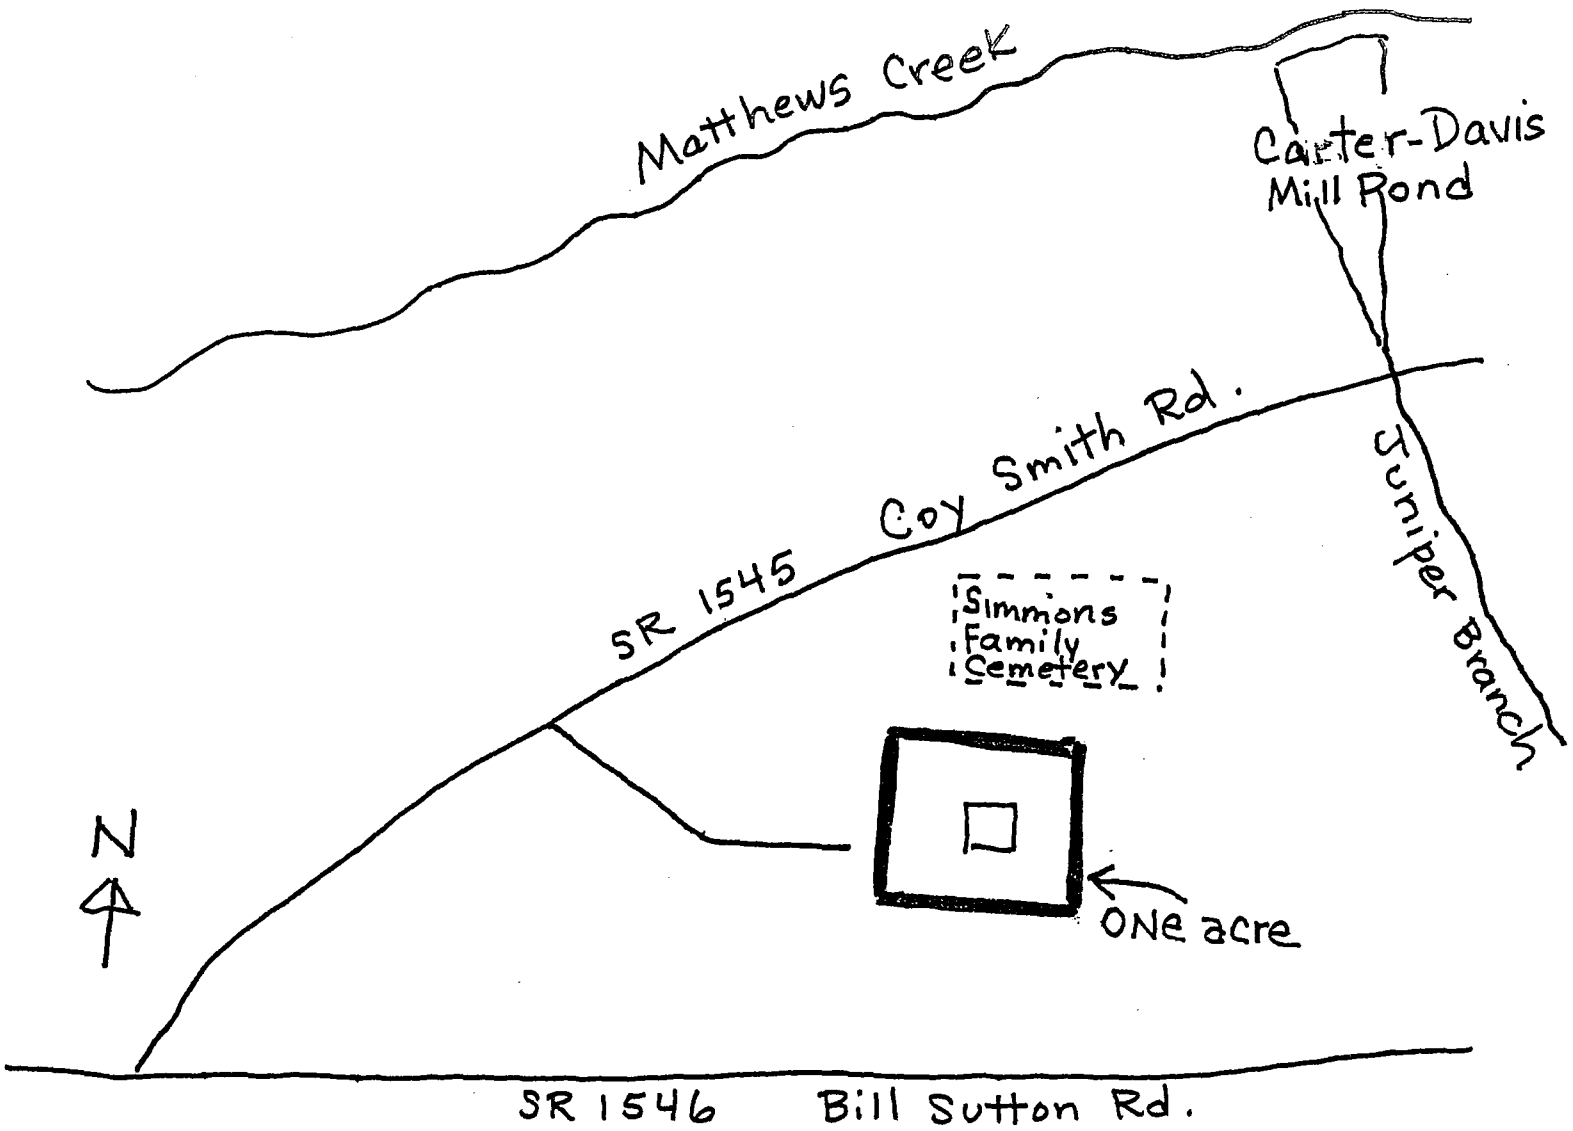 Matthews Creek
Carter-Davis
Mill Pond
SR 1545 Coy Smith Rd.
Juniper Branch
Simmons
Family
Cemetery
N
ONe acre
SR 1546 Bill Sutton Rd.